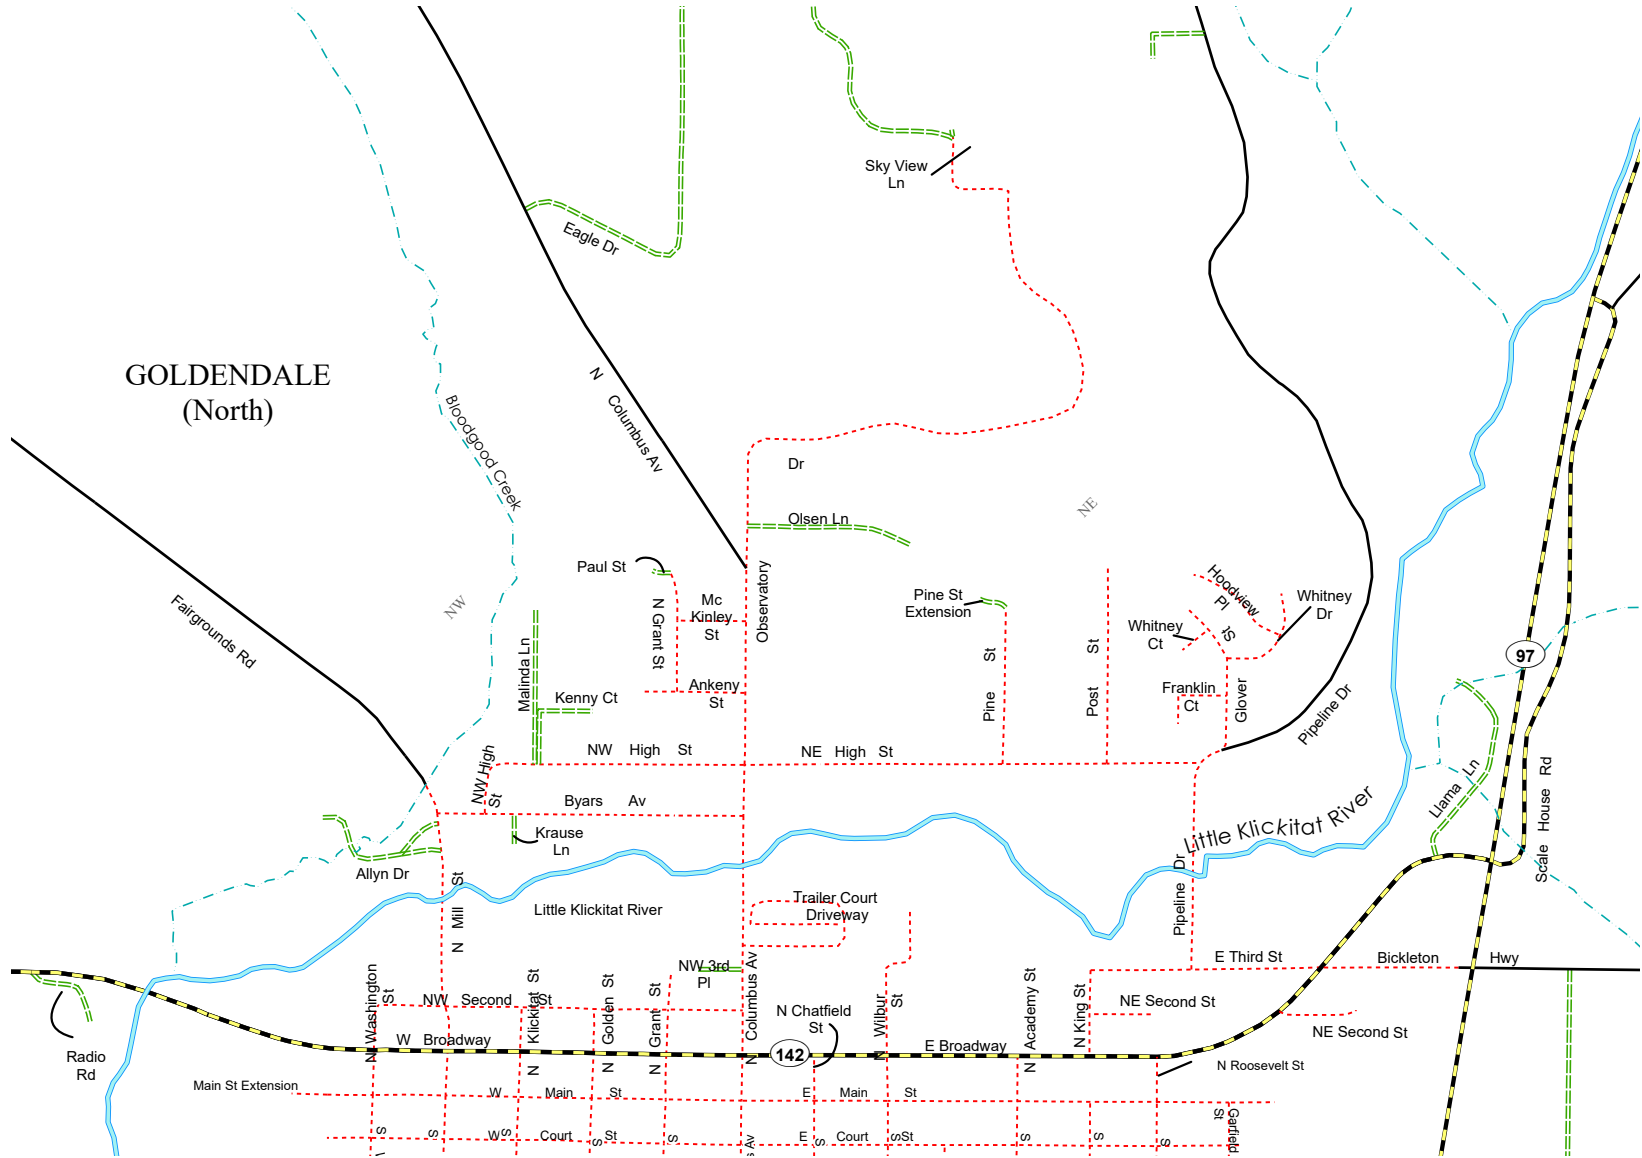 Sky View
Ln
Eagle Dr
GOLDENDALE
(North)
N Columbus Av
Bloodgood Creek
Dr
Olsen Ln
NE
NW
Paul St
Fairgrounds Rd
Mc
Kinley
St
N Grant St
Observatory
Pine St
Extension
Hoodview
Pl
Whitney
Dr
Whitney
Ct
St
97
Malinda Ln
Kenny Ct
Ankeny
St
Pine St
Post St
Franklin
Ct
Glover
Pipeline Dr
NW High St
NE High St
NW High
St
Byars Av
Krause
Ln
Llama Ln
Scale House Rd
Little Klickitat River
Allyn Dr
N Mill St
Little Klickitat River
Trailer Court
Driveway
Pipeline Dr
E Third St
Bickleton Hwy
NW 3rd
Pl
N Washington
St
NW Second St
N Klickitat St
N Golden St
N Grant St
N Columbus Av
N Chatfield
St
N Wilbur
St
N Academy St
N King St
NE Second St
NE Second St
W Broadway
142
E Broadway
Radio
Rd
N Roosevelt St
Main St Extension
W Main St
E Main St
Garfield
St
S
S
W
S
Court
S
St
S
s Av
E
S
Court
S
St
S
S
S